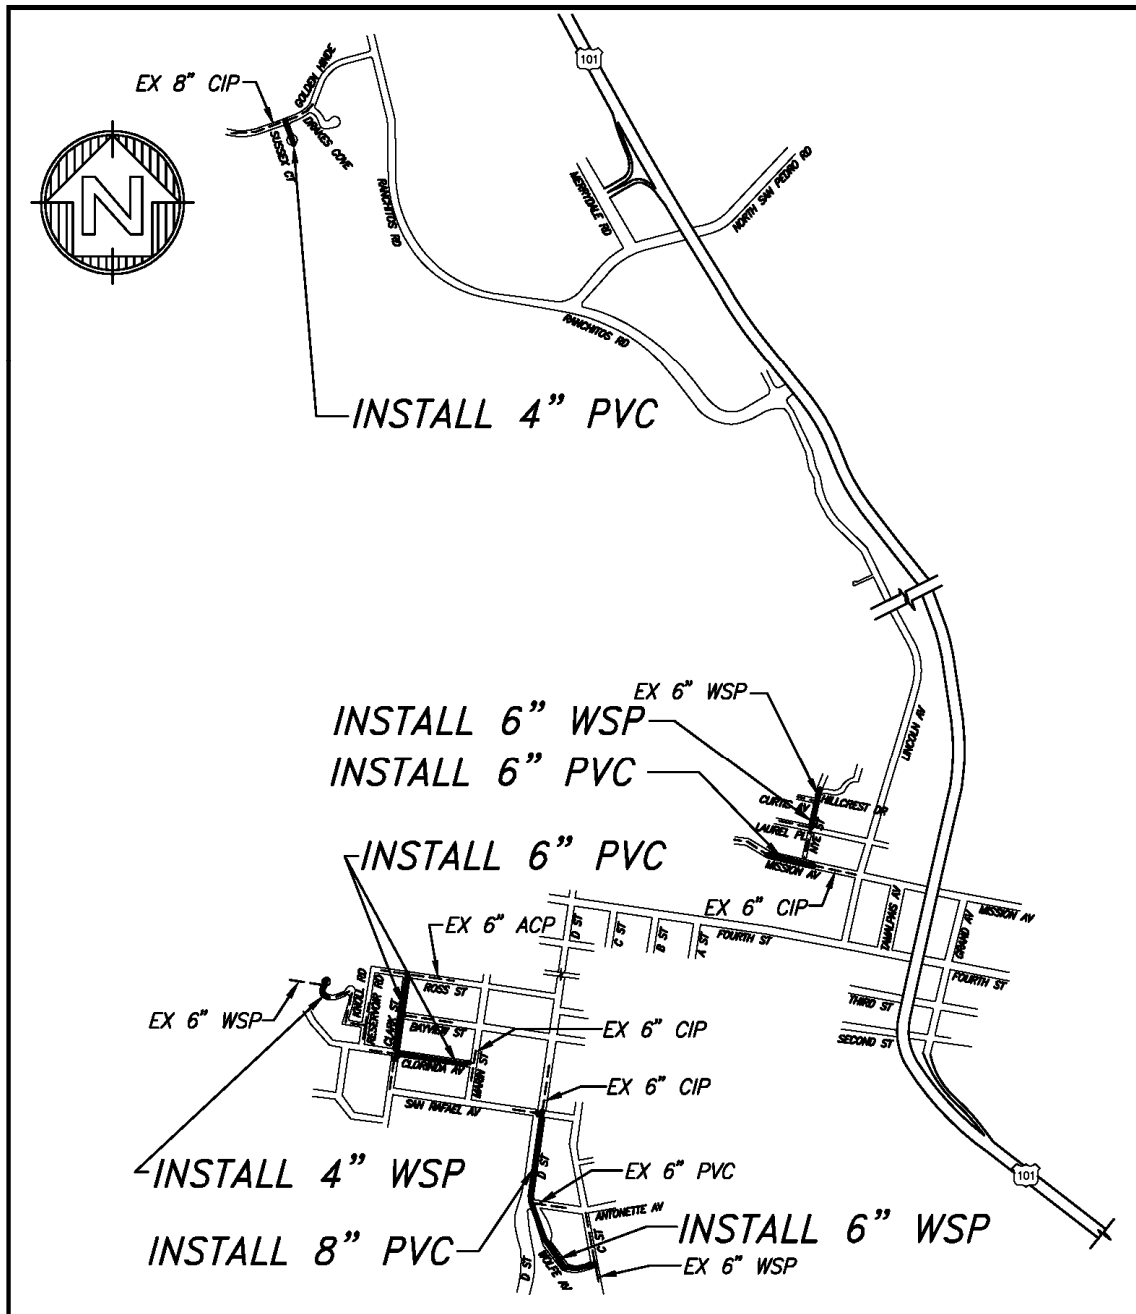 101
GOLDEN HINDE
EX 8" CIP
DRAKES COVE
SUSSEX CT
N
MERRYDALE RD
NORTH SAN PEDRO RD
RANCHITOS RD
RANCHITOS RD
INSTALL 4" PVC
EX 6" WSP
INSTALL 6" WSP
LINCOLN AV
INSTALL 6" PVC
CURTIS AV
HILLCREST DR
LAUREL PL
NYE ST
INSTALL 6" PVC
MISSION AV
EX 6" CIP
TAMALPAIS AV
GRAND AV
MISSION AV
EX 6" ACP
D ST
C ST
B ST
A ST
FOURTH ST
FOURTH ST
ROSS ST
KNOLL RD
RESERVOIR RD
CLARK ST
THIRD ST
EX 6" WSP
BAYVIEW ST
EX 6" CIP
SECOND ST
CLORINDA AV
MARIN ST
EX 6" CIP
SAN RAFAEL AV
INSTALL 4" WSP
D ST
EX 6" PVC
101
ANTONETTE AV
INSTALL 6" WSP
INSTALL 8" PVC
C ST
WOLFE AV
D ST
EX 6" WSP